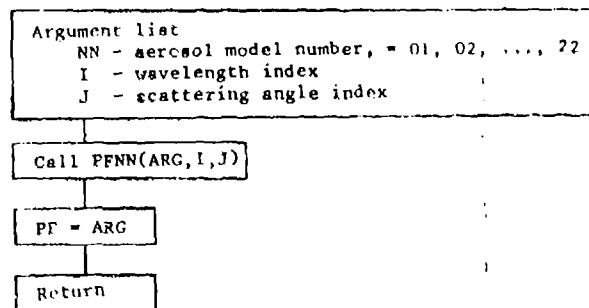 Argument list
NN - aerosol model number, = 01, 02, ..., 22
I - wavelength index
J - scattering angle index
Call PFNN(ARG,I,J)
PF = ARG
Return